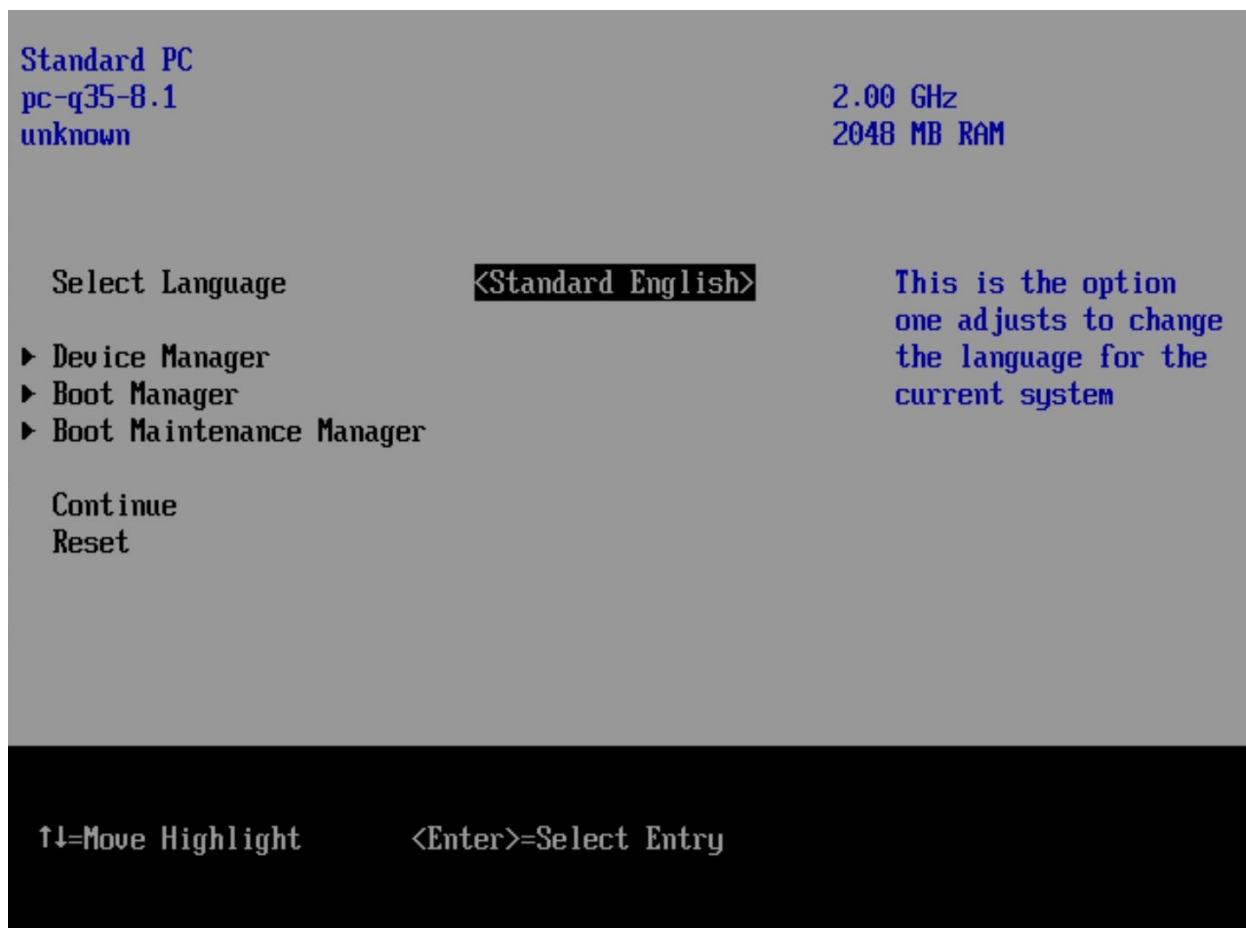 Standard PC
pc-q35-8.1
2.00 GHz
unknown
2048 MB RAM
Select Language
<Standard English>
This is the option
one adjusts to change
the language for the
current system
▶ Device Manager
▶ Boot Manager
▶ Boot Maintenance Manager
Continue
Reset
↑↓=Move Highlight
<Enter>=Select Entry